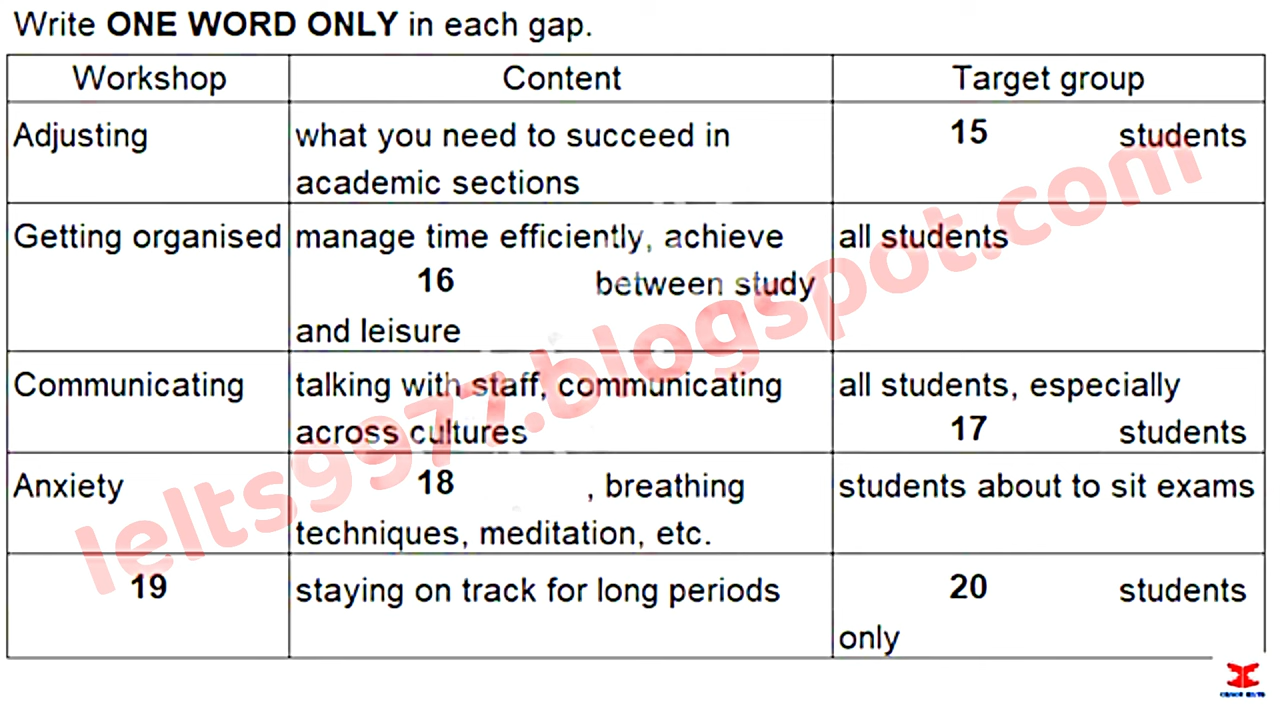 Write ONE WORD ONLY in each gap.
Workshop Content Target group
Adjusting what you need to succeed in 15 students
academic sections
Getting organised manage time efficiently, achieve all students
16 between study
and leisure
Communicating talking with staff, communicating all students, especially
across cultures 17 students
Anxiety 18 , breathing students about to sit exams
techniques, meditation, etc.
19 staying on track for long periods 20 students
only
Ielts9977.blogspot.com